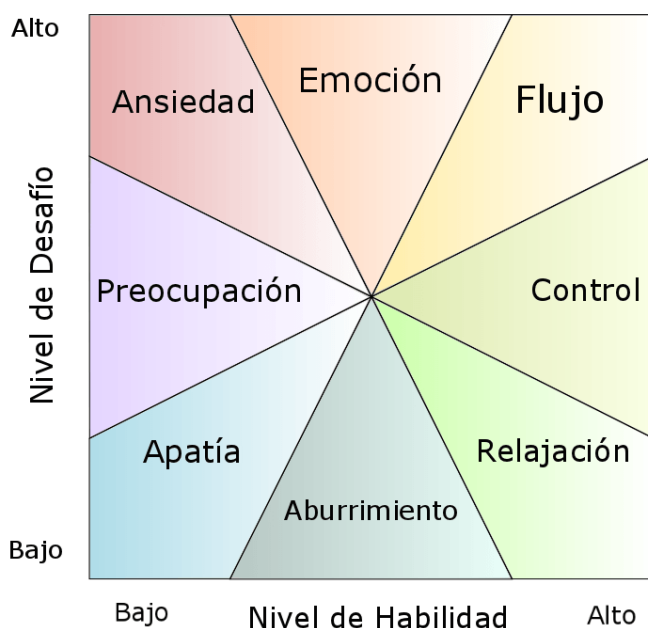 Alto
Ansiedad
Emoción
Flujo
Nivel de Desafío
Preocupación
Control
Apatía
Relajación
Aburrimiento
Bajo
Bajo
Nivel de Habilidad
Alto